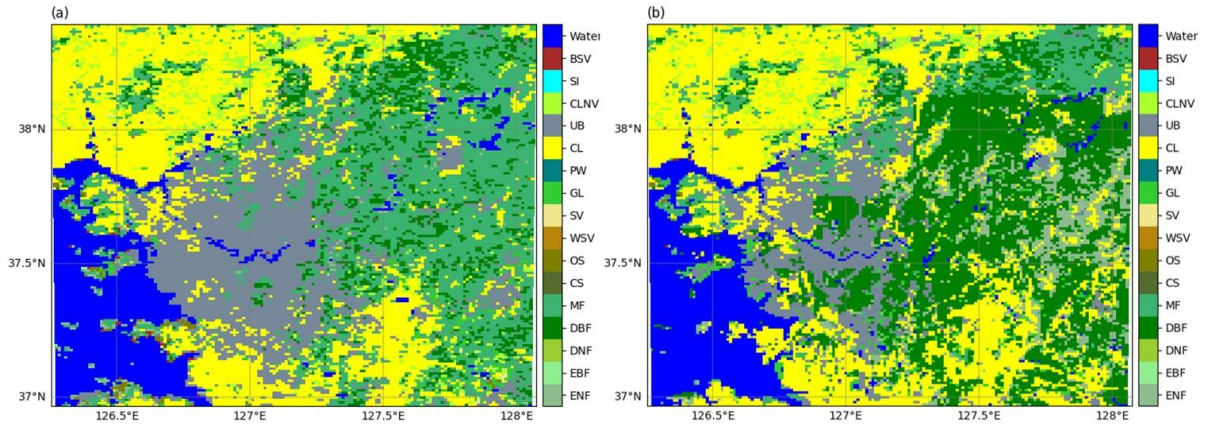 (a)
38°N
37.5°N
37°N
126.5°E
127°E
127.5°E
128°E
Water
BSV
SI
CLNV
UB
CL
PW
GL
SV
WSV
OS
CS
MF
DBF
DNF
EBF
ENF
(b)
38°N
37.5°N
37°N
126.5°E
127°E
127.5°E
128°E
Water
BSV
SI
CLNV
UB
CL
PW
GL
SV
WSV
OS
CS
MF
DBF
DNF
EBF
ENF